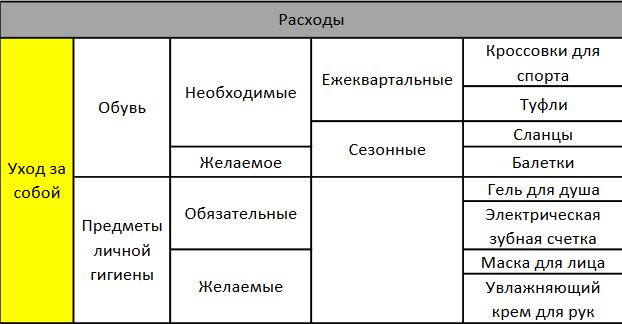 Расходы
Уход за
собой
Обувь
Необходимые
Ежеквартальные
Кроссовки для
спорта
Туфли
Сезонные
Сланцы
Желаемое
Балетки
Предметы
личной
гигиены
Обязательные
Гель для душа
Электрическая
зубная счетка
Желаемые
Маска для лица
Увлажняющий
крем для рук